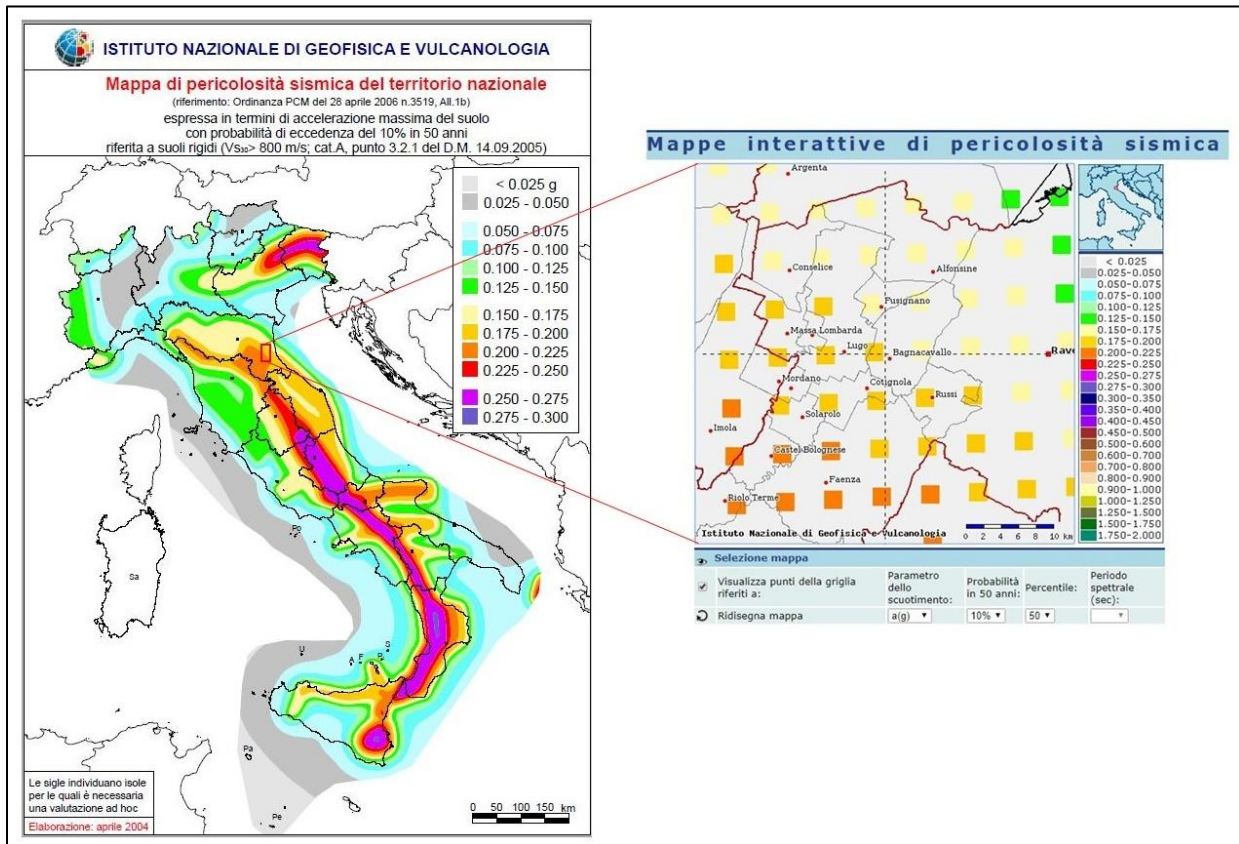 ISTITUTO NAZIONALE DI GEOFISICA E VULCANOLOGIA
Mappa di pericolosità sismica del territorio nazionale
(riferimento: Ordinanza PCM del 28 aprile 2006 n.3519, All.1b)
espressa in termini di accelerazione massima del suolo
con probabilità di eccedenza del 10% in 50 anni
riferita a suoli rigidi (Vs₃₀> 800 m/s; cat.A, punto 3.2.1 del D.M. 14.09.2005)
< 0.025 g
0.025 - 0.050
0.050 - 0.075
0.075 - 0.100
0.100 - 0.125
0.125 - 0.150
0.150 - 0.175
0.175 - 0.200
0.200 - 0.225
0.225 - 0.250
0.250 - 0.275
0.275 - 0.300
Sa
Po
U
A
F
P
S
Pa
Pe
Le sigle individuano isole
per le quali è necessaria
una valutazione ad hoc
Elaborazione: aprile 2004
0 50 100 150
km
Mappe interattive di pericolosità sismica
Argenta
Conselice
Alfonsine
Fusignano
Massa Lombarda
Lugo
Bagnacavallo
Rave
Mordano
Cotignola
Russi
Solarolo
Imola
Castel Bolognese
Faenza
Riolo Terme
Istituto Nazionale di Geofisica e Vulcanologia
0 2 4 6 8 10 km
< 0.025
0.025-0.050
0.050-0.075
0.075-0.100
0.100-0.125
0.125-0.150
0.150-0.175
0.175-0.200
0.200-0.225
0.225-0.250
0.250-0.275
0.275-0.300
0.300-0.350
0.350-0.400
0.400-0.450
0.450-0.500
0.500-0.600
0.600-0.700
0.700-0.800
0.800-0.900
0.900-1.000
1.000-1.250
1.250-1.500
1.500-1.750
1.750-2.000
Selezione mappa
Visualizza punti della griglia
riferiti a:
Parametro
dello
scuotimento:
Probabilità
in 50 anni:
Percentile:
Periodo
spettrale
(sec):
Ridisegna mappa
a(g)
10%
50